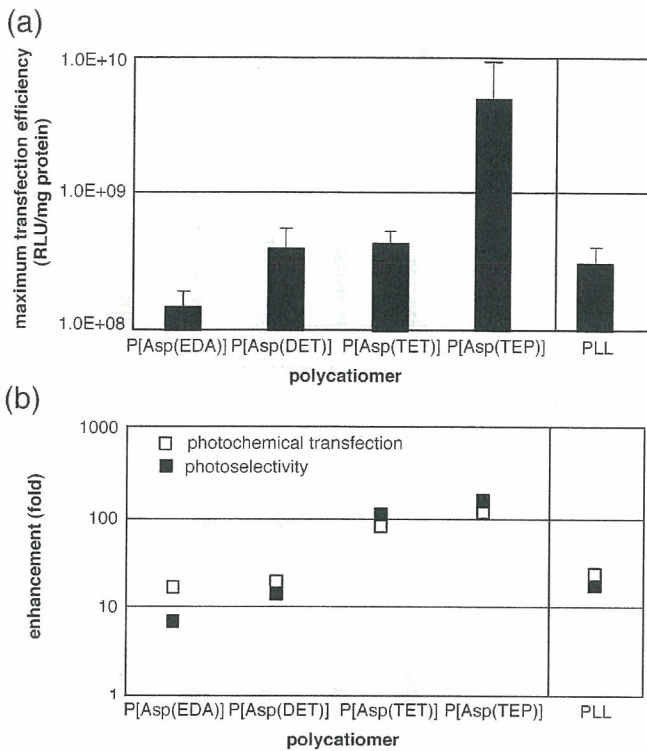 (a)
maximum transfection efficiency
(RLU/mg protein)
1.0E+10
1.0E+09
1.0E+08
P[Asp(EDA)] P[Asp(DET)] P[Asp(TET)] P[Asp(TEP)] PLL
polycatiomer
(b)
enhancement (fold)
1000
100
10
1
photochemical transfection
photoselectivity
P[Asp(EDA)] P[Asp(DET)] P[Asp(TET)] P[Asp(TEP)] PLL
polycatiomer